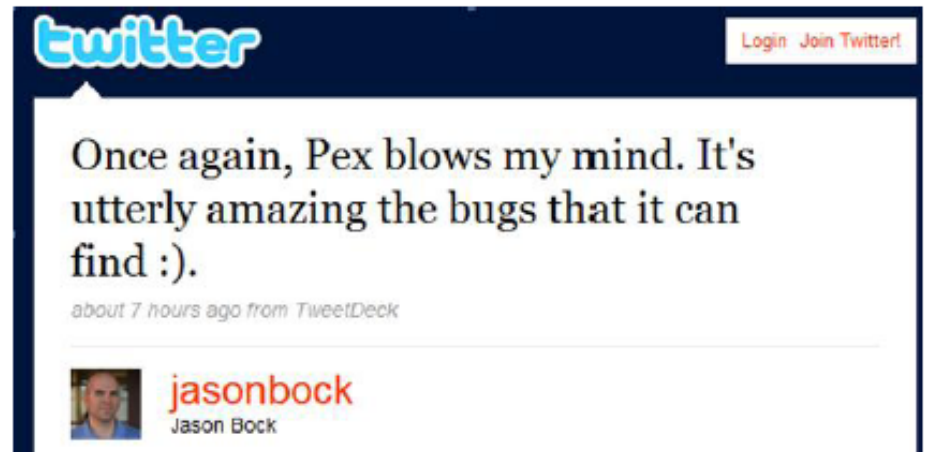 twitter
Login Join Twitter!
Once again, Pex blows my mind. It's
utterly amazing the bugs that it can
find :).
about 7 hours ago from TweetDeck
jasonbock
Jason Bock